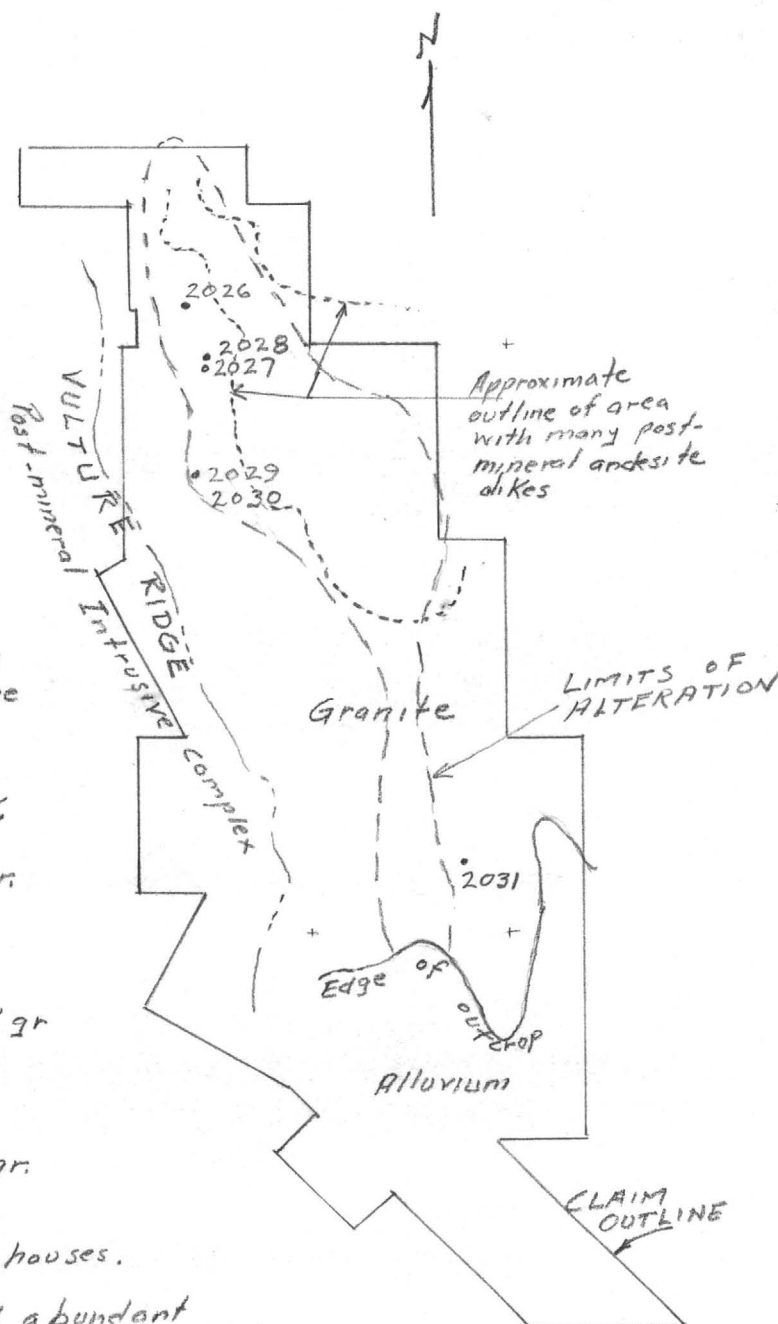 N
2026
2028
2027
Approximate
outline of area
with many post-
mineral andesite
dikes
2029
2030
VULTURE RIDGE
Post-mineral Intrusive Complex
Granite
LIMITS OF
ALTERATION
2031
Edge of outcrop
Alluvium
CLAIM
OUTLINE
gr
houses.
abundant